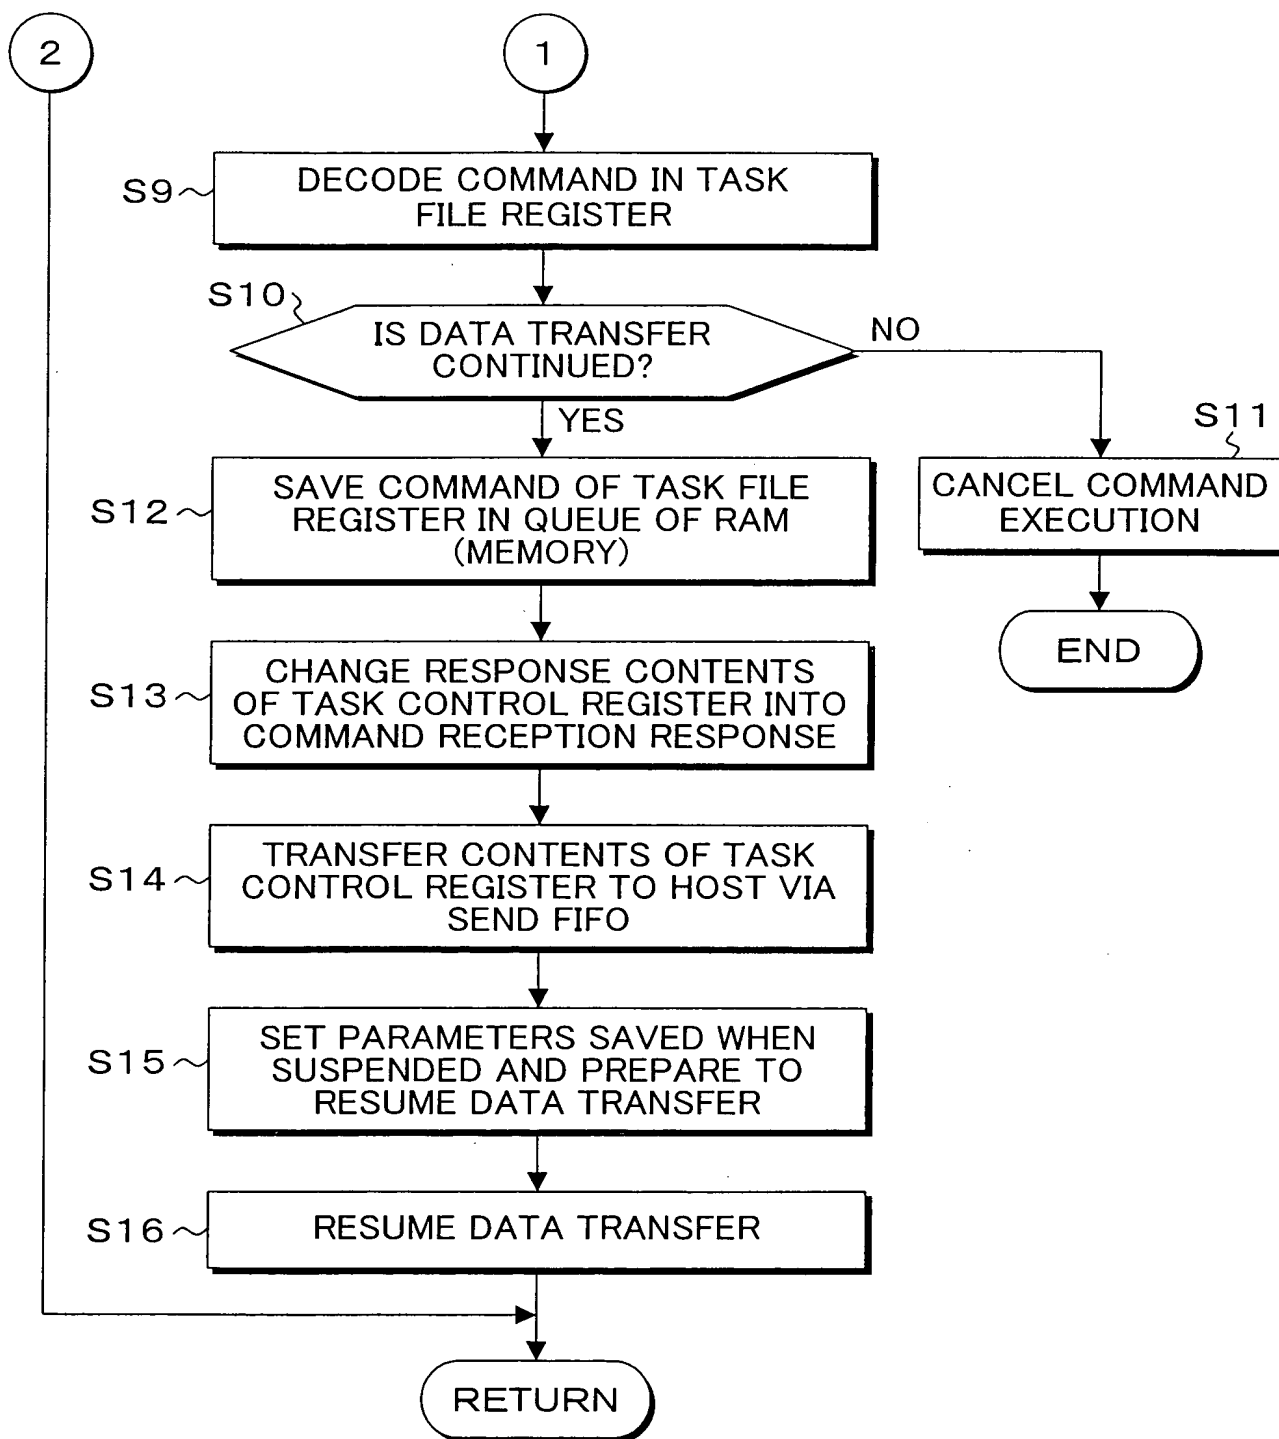 2
1
S9
DECODE COMMAND IN TASK
FILE REGISTER
S10
IS DATA TRANSFER
CONTINUED?
NO
YES
S11
CANCEL COMMAND
EXECUTION
END
S12
SAVE COMMAND OF TASK FILE
REGISTER IN QUEUE OF RAM
(MEMORY)
S13
CHANGE RESPONSE CONTENTS
OF TASK CONTROL REGISTER INTO
COMMAND RECEPTION RESPONSE
S14
TRANSFER CONTENTS OF TASK
CONTROL REGISTER TO HOST VIA
SEND FIFO
S15
SET PARAMETERS SAVED WHEN
SUSPENDED AND PREPARE TO
RESUME DATA TRANSFER
S16
RESUME DATA TRANSFER
RETURN